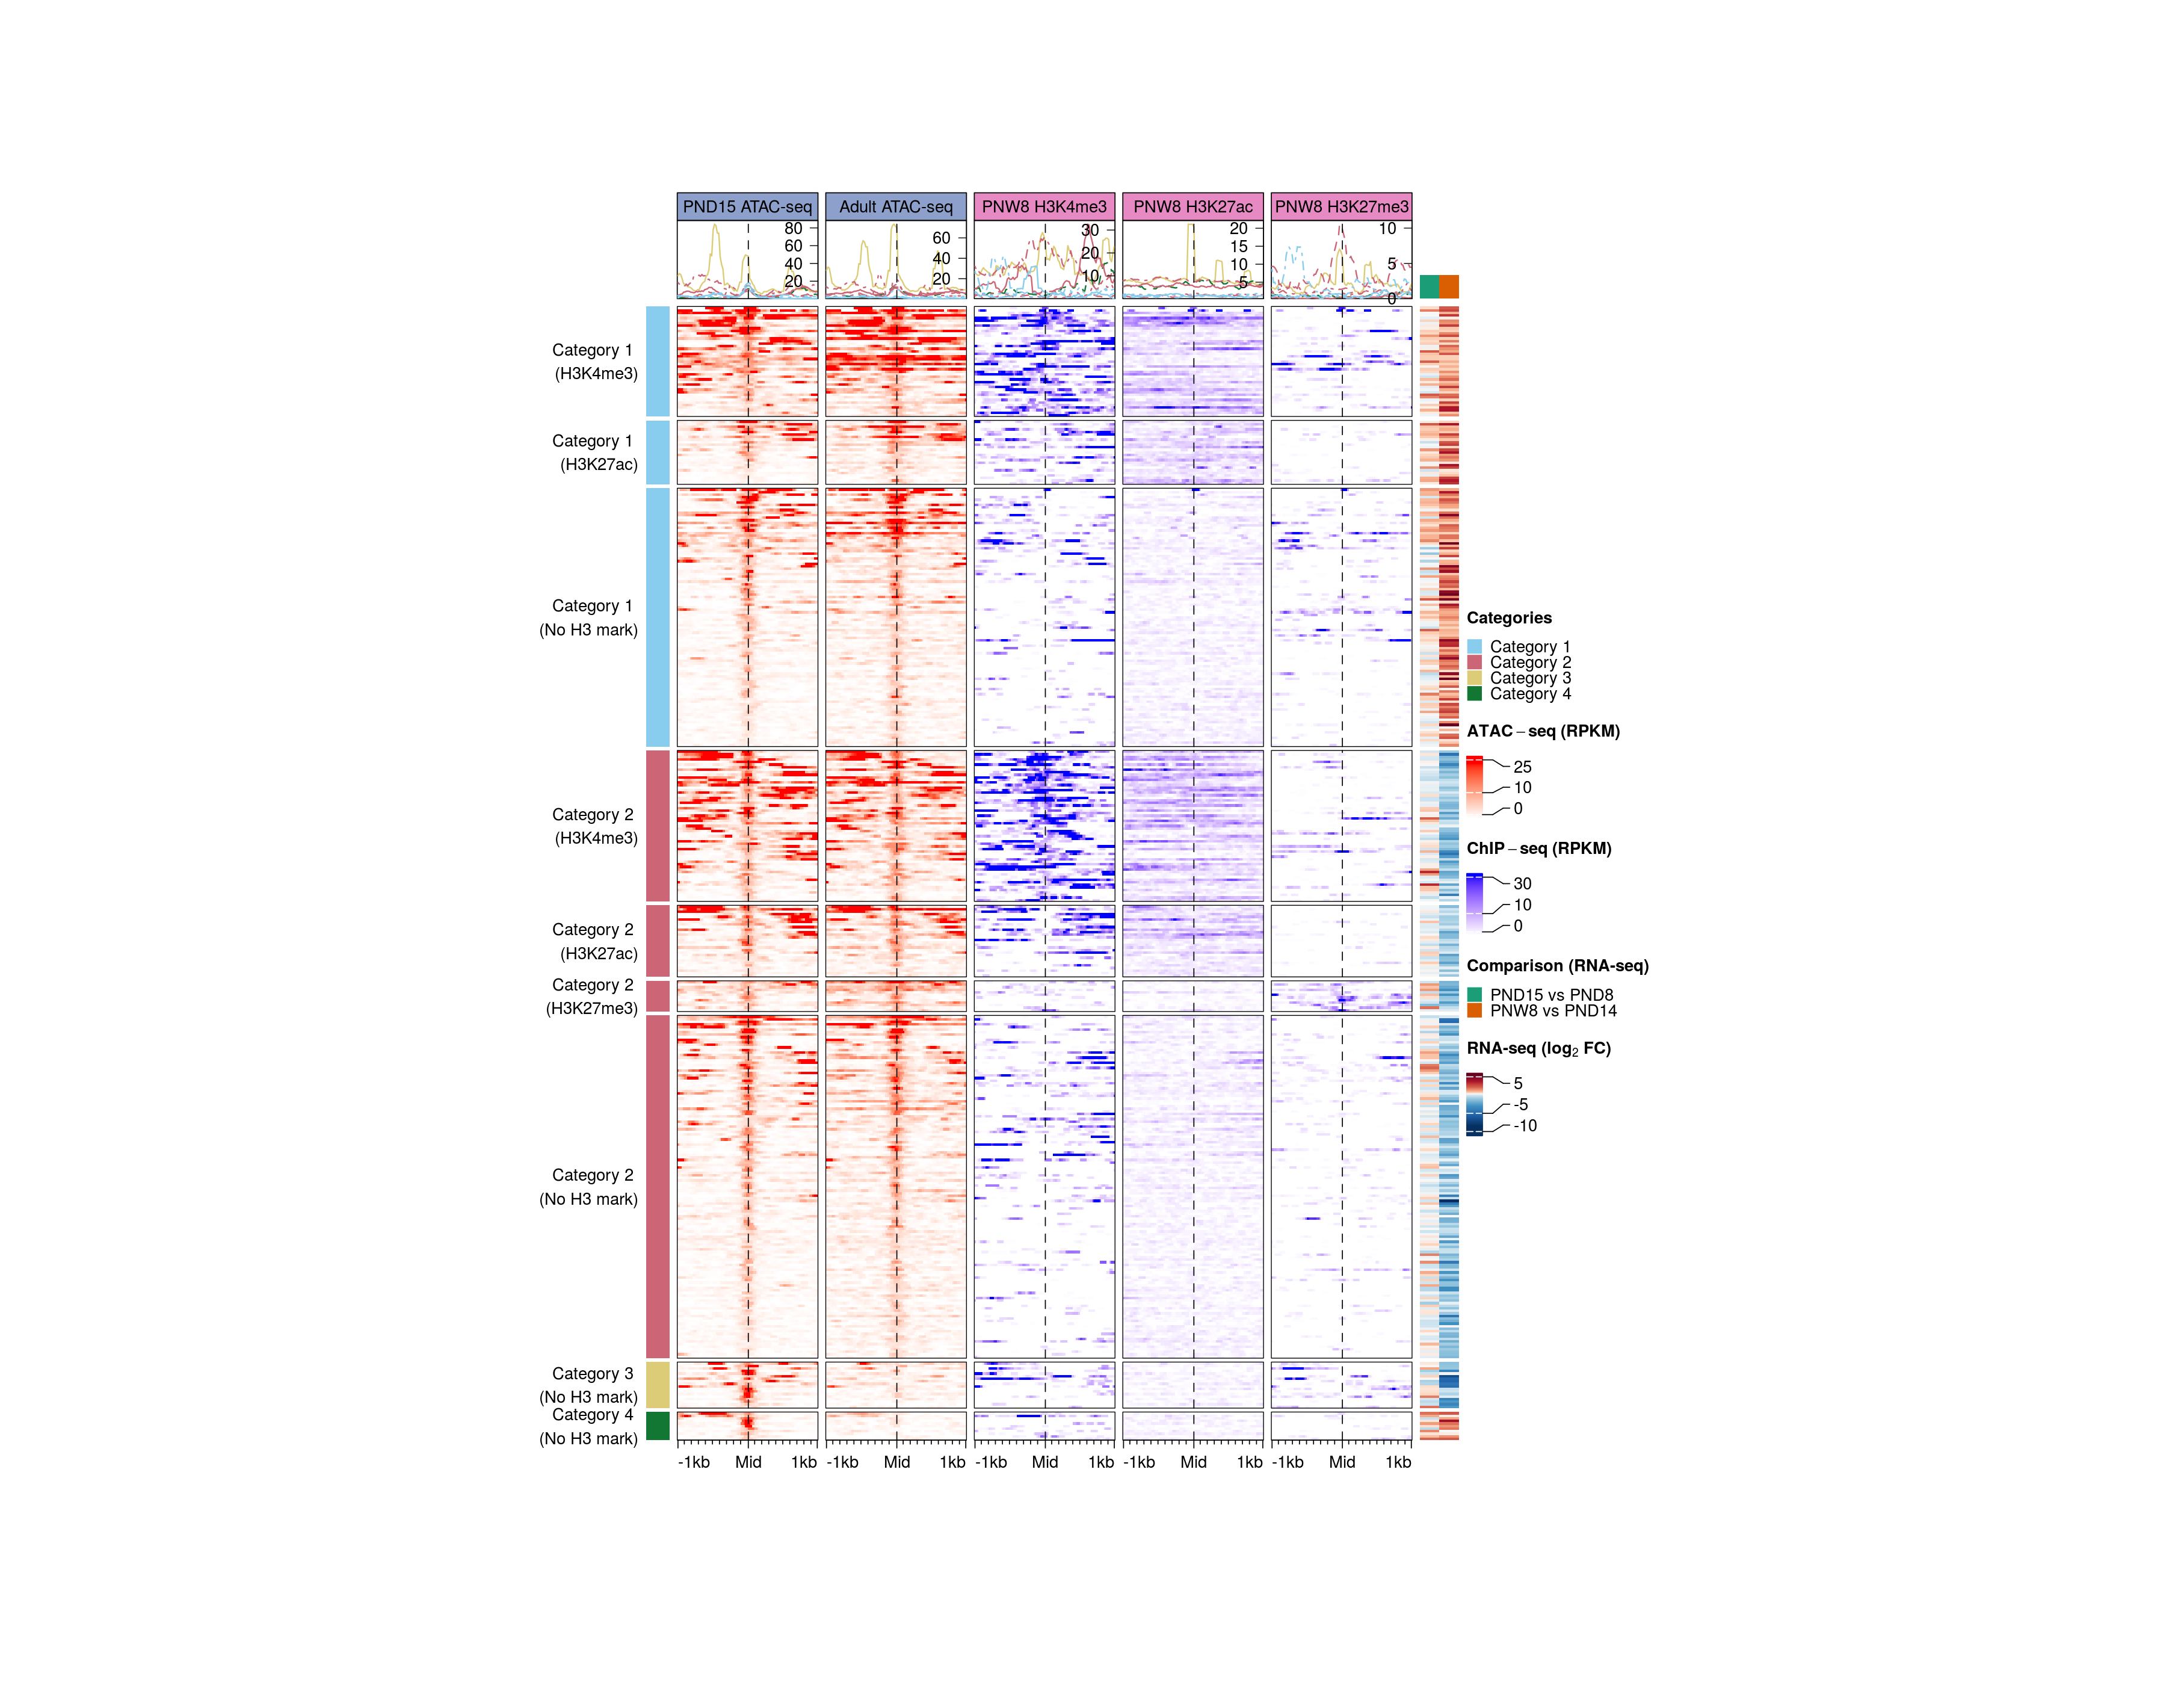 PND15 ATAC-seq
Adult ATAC-seq
PNW8 H3K4me3
PNW8 H3K27ac
PNW8 H3K27me3
80
60
40
20
60
40
20
30
20
10
20
15
10
5
10
5
0
Category 1
(H3K4me3)
Category 1
(H3K27ac)
Category 1
(No H3 mark)
Category 2
(H3K4me3)
Category 2
(H3K27ac)
Category 2
(H3K27me3)
Category 2
(No H3 mark)
Category 3
(No H3 mark)
Category 4
(No H3 mark)
-1kb Mid 1kb
-1kb Mid 1kb
-1kb Mid 1kb
-1kb Mid 1kb
-1kb Mid 1kb
Categories
Category 1
Category 2
Category 3
Category 4
ATAC–seq (RPKM)
25
10
0
ChIP–seq (RPKM)
30
10
0
Comparison (RNA-seq)
PND15 vs PND8
PNW8 vs PND14
RNA-seq (log₂ FC)
5
-5
-10